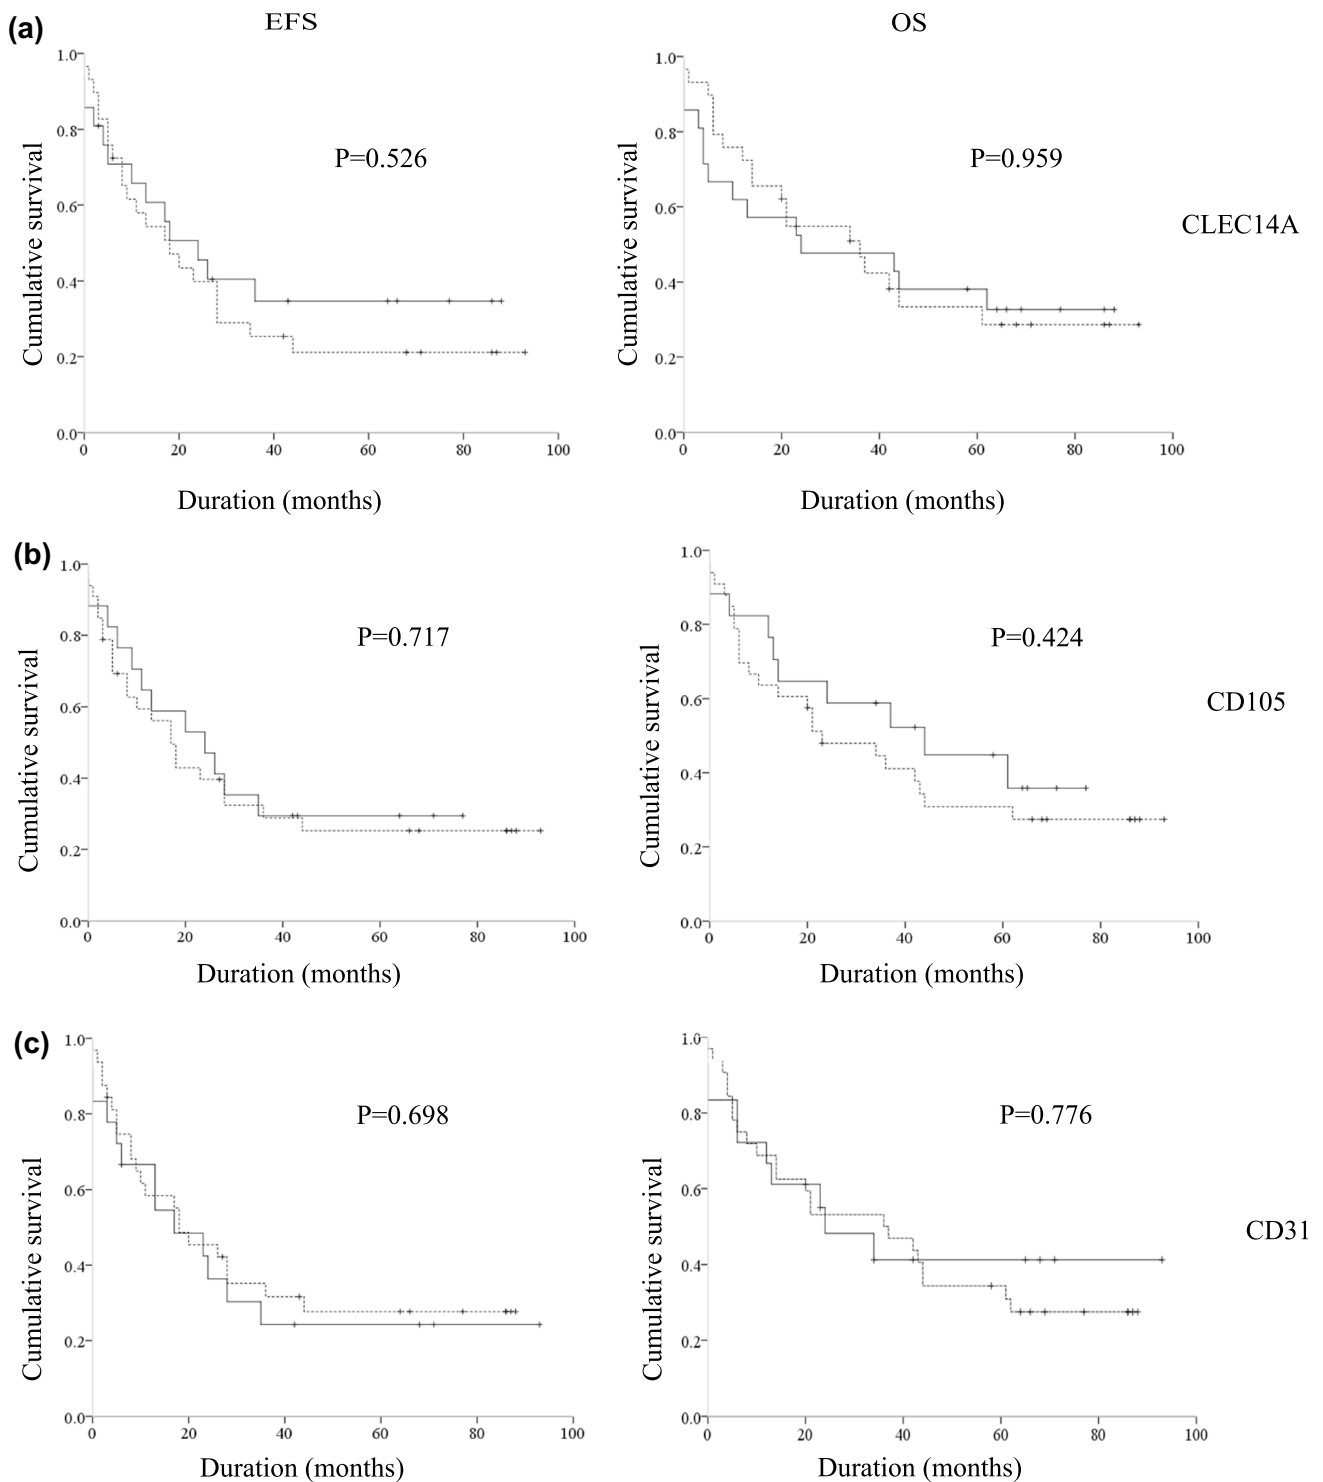 (a)
EFS
OS
1.0
0.8
0.6
0.4
0.2
0.0
0 20 40 60 80 100
Cumulative survival
P=0.526
Duration (months)
1.0
0.8
0.6
0.4
0.2
0.0
0 20 40 60 80 100
Cumulative survival
P=0.959
Duration (months)
CLEC14A
(b)
1.0
0.8
0.6
0.4
0.2
0.0
0 20 40 60 80 100
Cumulative survival
P=0.717
Duration (months)
1.0
0.8
0.6
0.4
0.2
0.0
0 20 40 60 80 100
Cumulative survival
P=0.424
Duration (months)
CD105
(c)
1.0
0.8
0.6
0.4
0.2
0.0
0 20 40 60 80 100
Cumulative survival
P=0.698
Duration (months)
1.0
0.8
0.6
0.4
0.2
0.0
0 20 40 60 80 100
Cumulative survival
P=0.776
Duration (months)
CD31